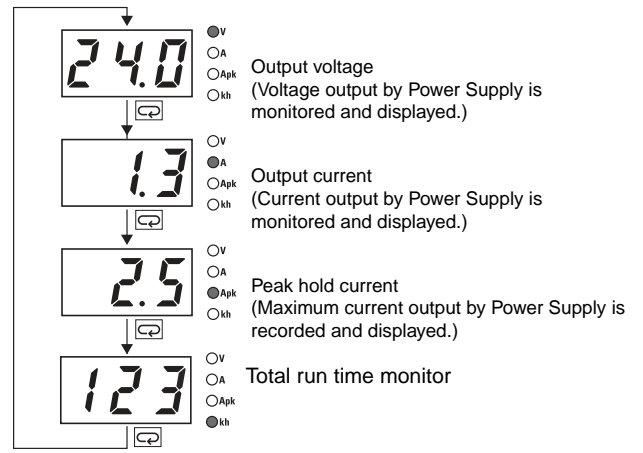 24.0
V
A
Apk
kh
Output voltage
(Voltage output by Power Supply is
monitored and displayed.)
1.3
V
A
Apk
kh
Output current
(Current output by Power Supply is
monitored and displayed.)
2.5
V
A
Apk
kh
Peak hold current
(Maximum current output by Power Supply is
recorded and displayed.)
123
V
A
Apk
kh
Total run time monitor